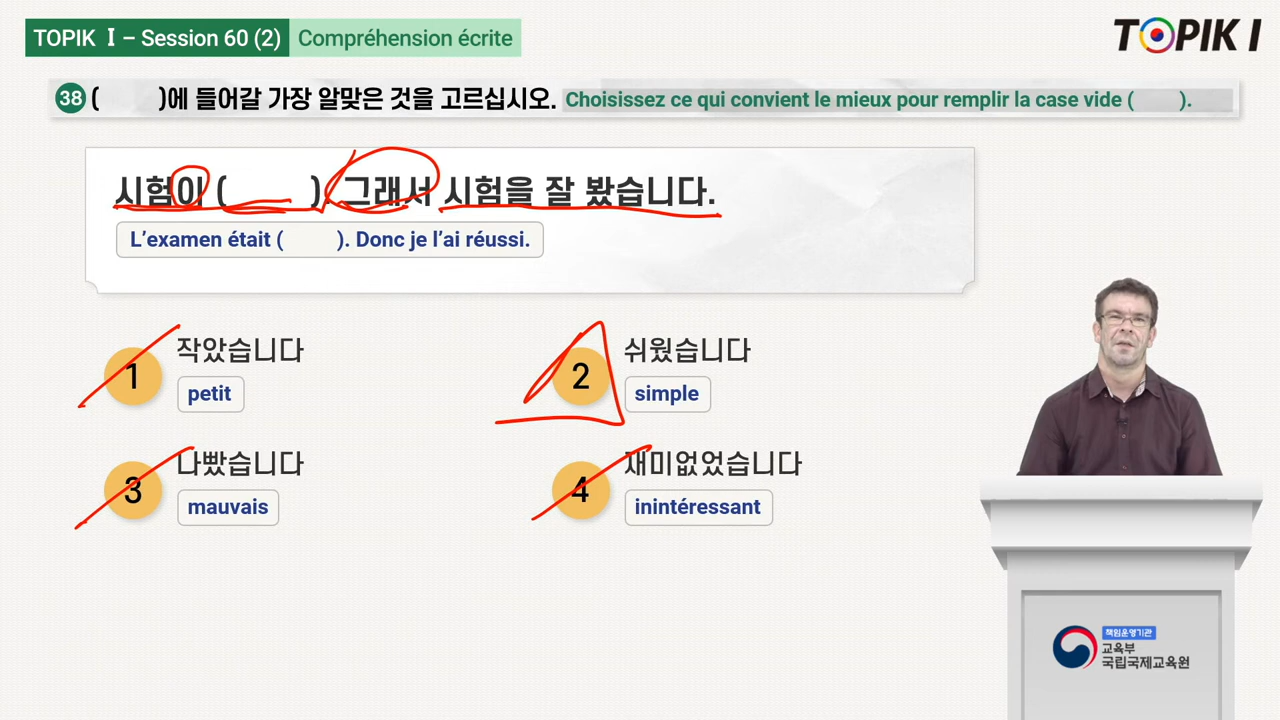 TOPIK Ⅰ – Session 60 (2) Compréhension écrite
TOPIK I
38 ( )에 들어갈 가장 알맞은 것을 고르십시오. Choisissez ce qui convient le mieux pour remplir la case vide ( ).
시험이 ( ). 그래서 시험을 잘 봤습니다.
L’examen était ( ). Donc je l’ai réussi.
1 작았습니다
petit
2 쉬웠습니다
simple
3 나빴습니다
mauvais
4 재미없었습니다
inintéressant
책임운영기관
교육부
국립국제교육원